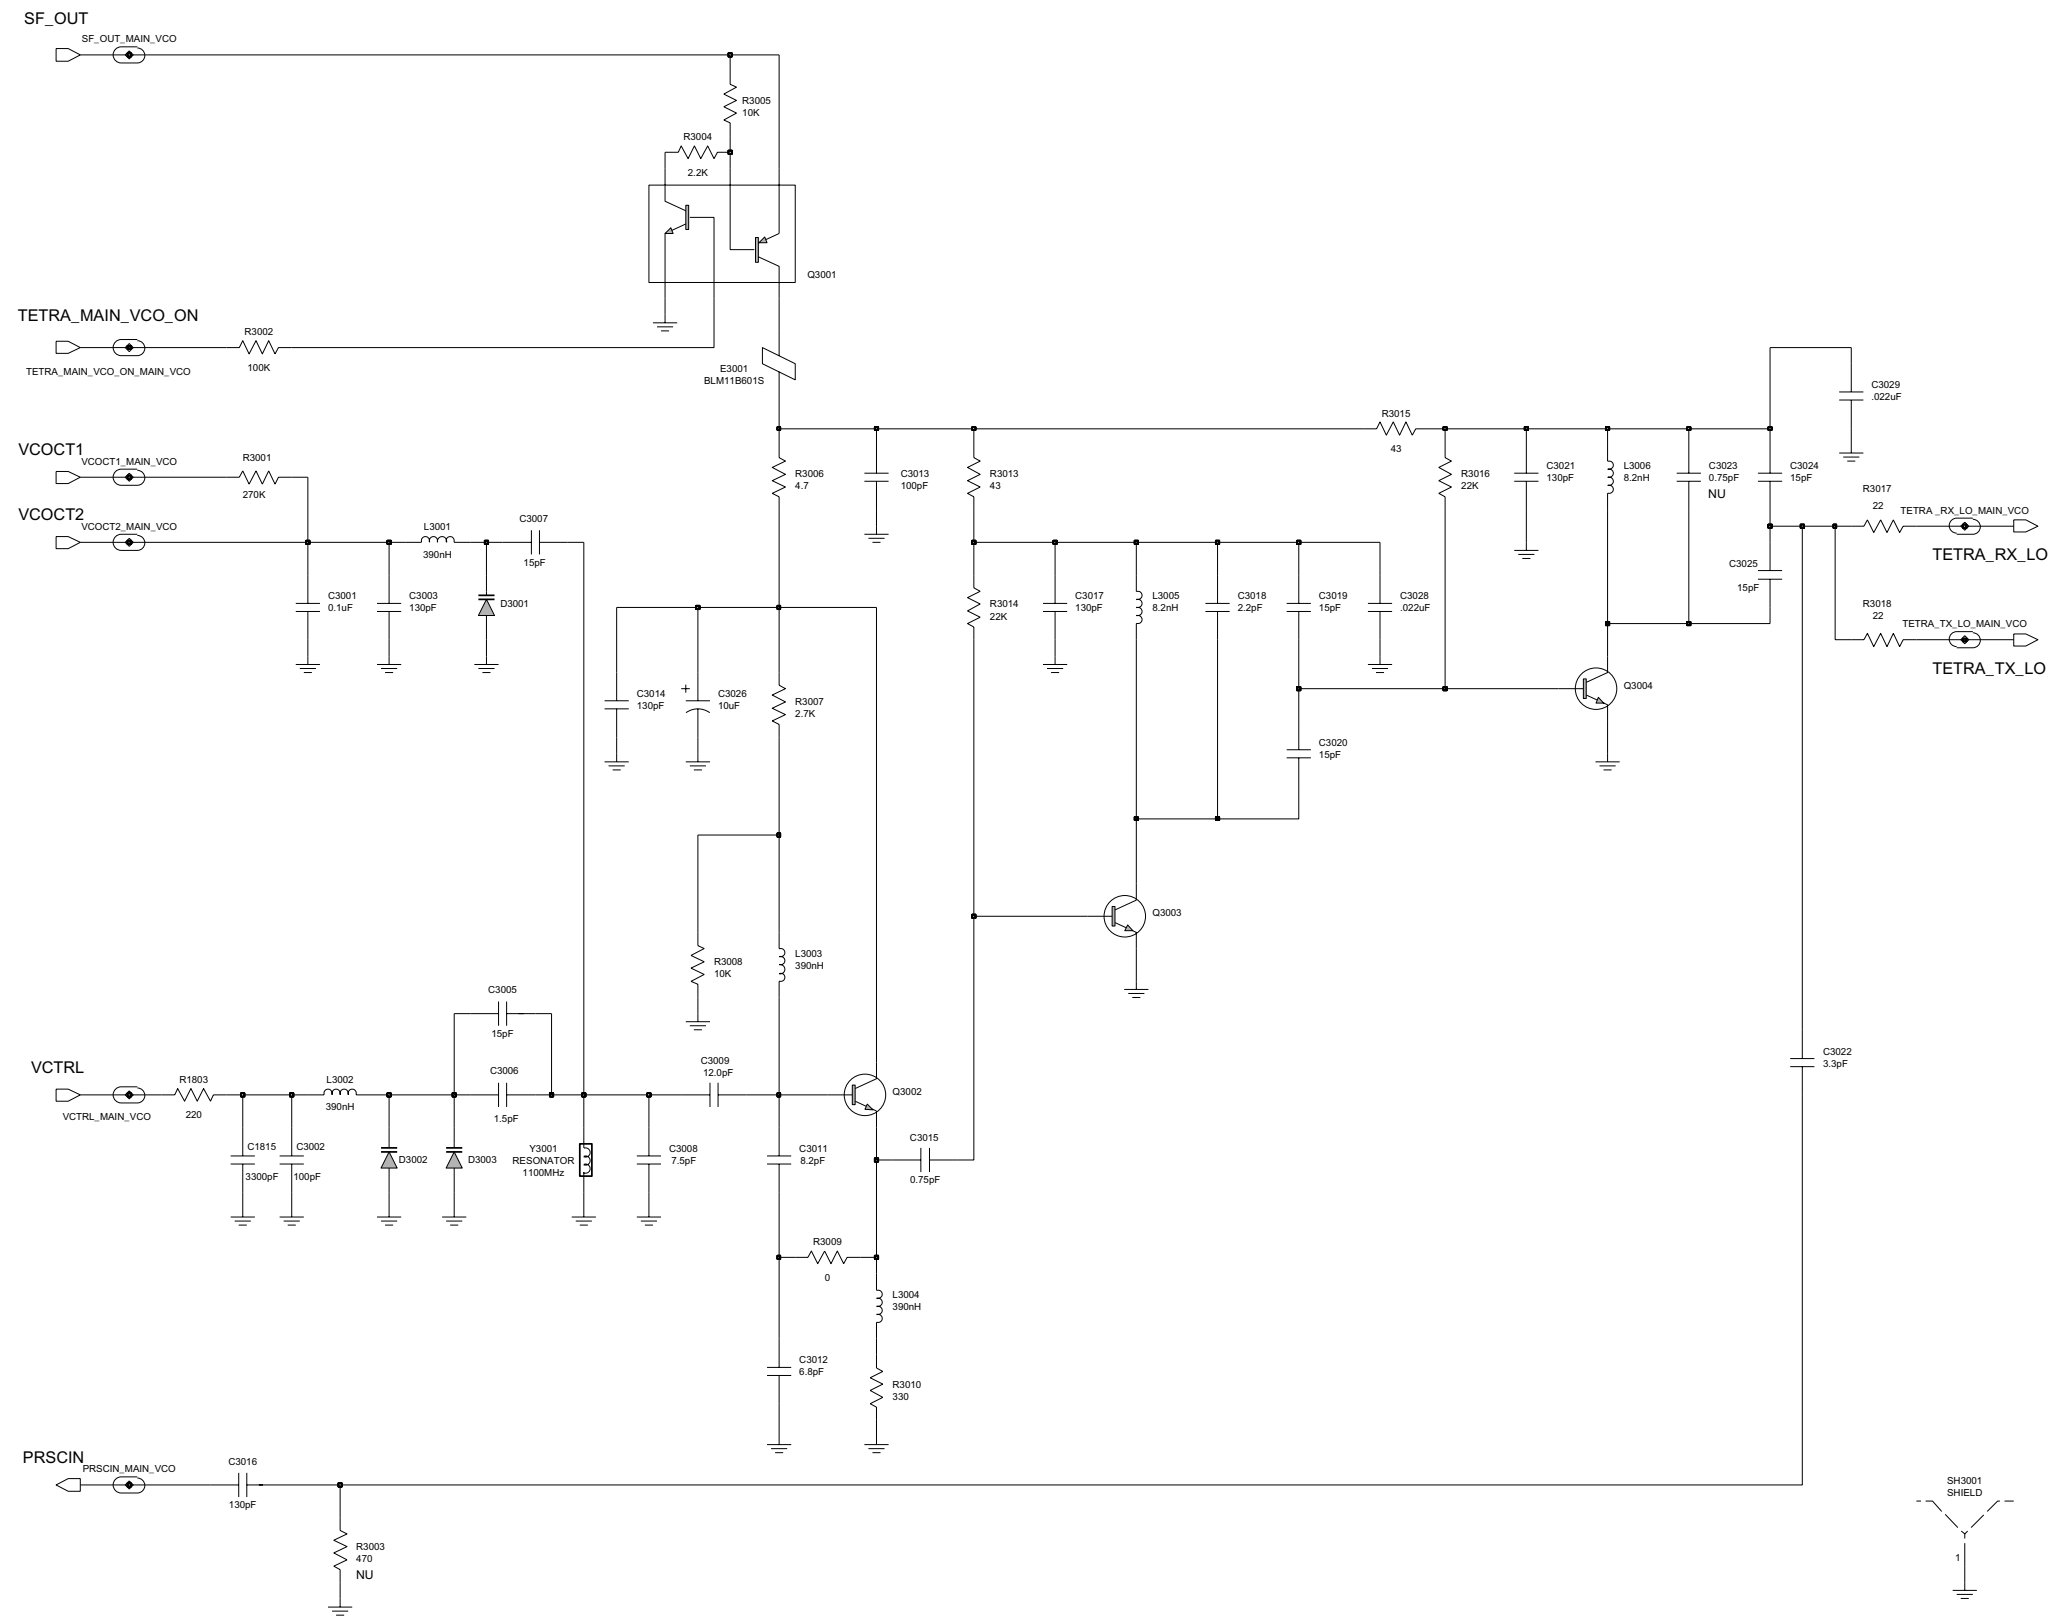 SF_OUT
SF_OUT_MAIN_VCO
R3005
10K
R3004
2.2K
Q3001
TETRA_MAIN_VCO_ON
R3002
TETRA_MAIN_VCO_ON_MAIN_VCO
100K
E3001
BLM11B601S
C3029
.022uF
R3015
43
VCOCT1
VCOCT1_MAIN_VCO
R3001
270K
R3006
4.7
C3013
100pF
R3013
43
R3016
22K
C3021
130pF
L3006
8.2nH
C3023
0.75pF
NU
C3024
15pF
R3017
22
TETRA _RX_LO_MAIN_VCO
TETRA_RX_LO
VCOCT2
VCOCT2_MAIN_VCO
L3001
390nH
C3007
15pF
C3025
15pF
C3001
0.1uF
C3003
130pF
D3001
R3014
22K
C3017
130pF
L3005
8.2nH
C3018
2.2pF
C3019
15pF
C3028
.022uF
R3018
22
TETRA_TX_LO_MAIN_VCO
TETRA_TX_LO
C3014
130pF
+
C3026
10uF
R3007
2.7K
Q3004
C3020
15pF
Q3003
R3008
10K
L3003
390nH
C3005
15pF
VCTRL
VCTRL_MAIN_VCO
R1803
220
L3002
390nH
C3006
1.5pF
C3009
12.0pF
Q3002
C3022
3.3pF
C1815
3300pF
C3002
100pF
D3002
D3003
Y3001
RESONATOR
1100MHz
C3008
7.5pF
C3011
8.2pF
C3015
0.75pF
R3009
0
L3004
390nH
C3012
6.8pF
R3010
330
PRSCIN
PRSCIN_MAIN_VCO
C3016
130pF
R3003
470
NU
SH3001
SHIELD
1